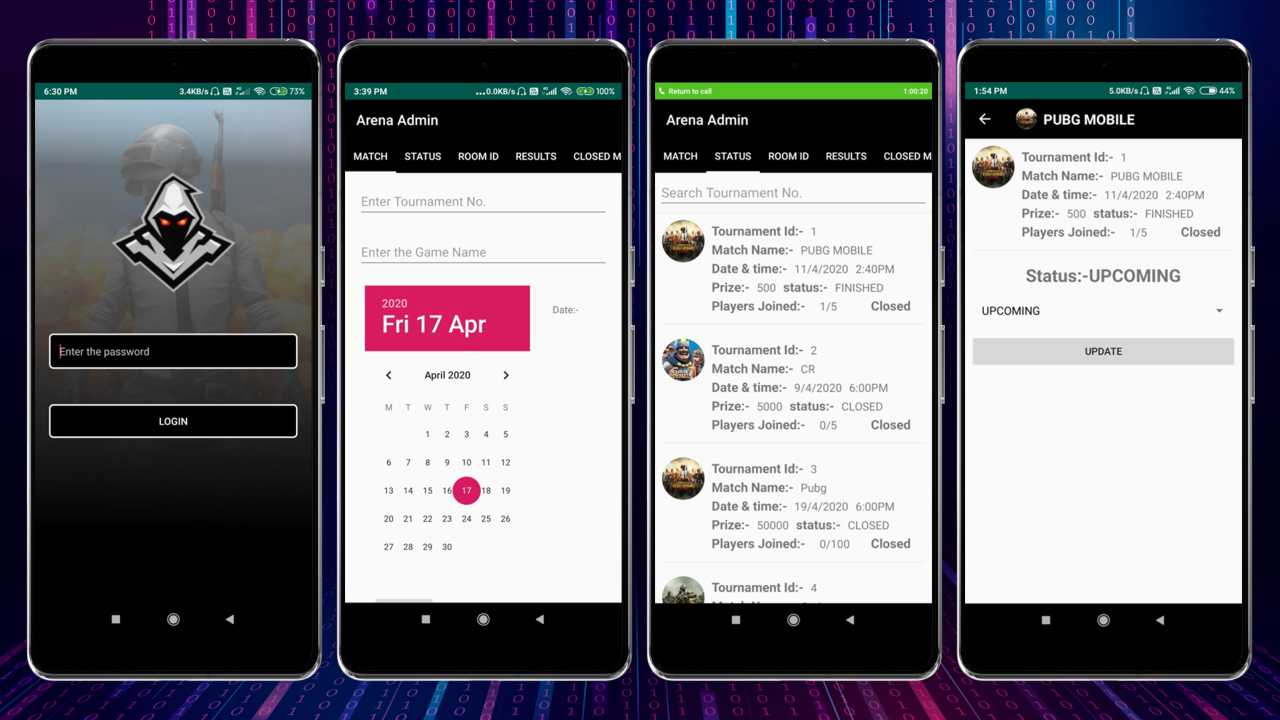 6:30 PM
3.4KB/s
73%
Enter the password
LOGIN
3:39 PM
...0.0KB/s
100%
Arena Admin
MATCH STATUS ROOM ID RESULTS CLOSED M
Enter Tournament No.
Enter the Game Name
2020
Fri 17 Apr
Date:-
April 2020
M T W T F S S
1 2 3 4 5
6 7 8 9 10 11 12
13 14 15 16 17 18 19
20 21 22 23 24 25 26
27 28 29 30
Return to call
1:00:20
Arena Admin
MATCH STATUS ROOM ID RESULTS CLOSED M
Search Tournament No.
Tournament Id:- 1
Match Name:- PUBG MOBILE
Date & time:- 11/4/2020 2:40PM
Prize:- 500 status:- FINISHED
Players Joined:- 1/5 Closed
Tournament Id:- 2
Match Name:- CR
Date & time:- 9/4/2020 6:00PM
Prize:- 5000 status:- CLOSED
Players Joined:- 0/5 Closed
Tournament Id:- 3
Match Name:- Pubg
Date & time:- 19/4/2020 6:00PM
Prize:- 50000 status:- CLOSED
Players Joined:- 0/100 Closed
Tournament Id:- 4
1:54 PM
5.0KB/s
44%
PUBG MOBILE
Tournament Id:- 1
Match Name:- PUBG MOBILE
Date & time:- 11/4/2020 2:40PM
Prize:- 500 status:- FINISHED
Players Joined:- 1/5 Closed
Status:-UPCOMING
UPCOMING
UPDATE